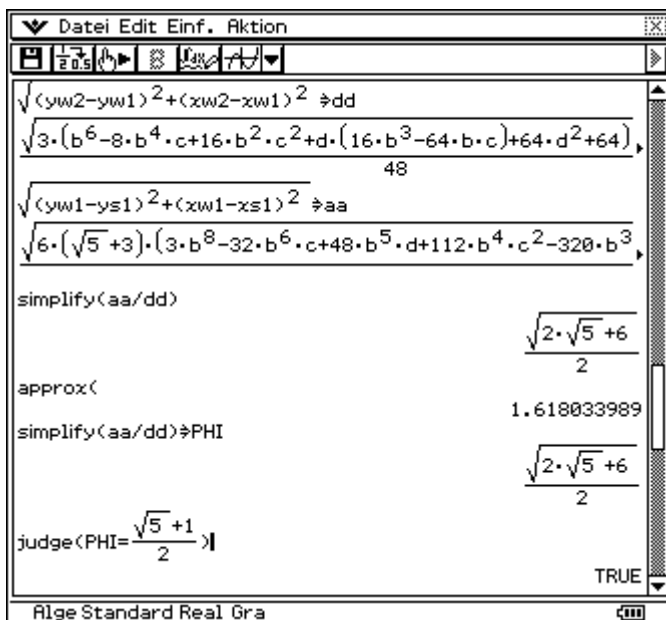 Datei Edit Einf. Aktion
√(yw2-yw1)²+(xw2-xw1)² ⇒dd
√3·(b⁶-8·b⁴·c+16·b²·c²+d·(16·b³-64·b·c)+64·d²+64)
48
√(yw1-ys1)²+(xw1-xs1)² ⇒aa
√6·(√5+3)·(3·b⁸-32·b⁶·c+48·b⁵·d+112·b⁴·c²-320·b³
simplify(aa/dd)
√2·√5+6
2
approx(
1.618033989
simplify(aa/dd)⇒PHI
√2·√5+6
2
judge(PHI=(√5+1)/2)
TRUE
Alge Standard Real Gra